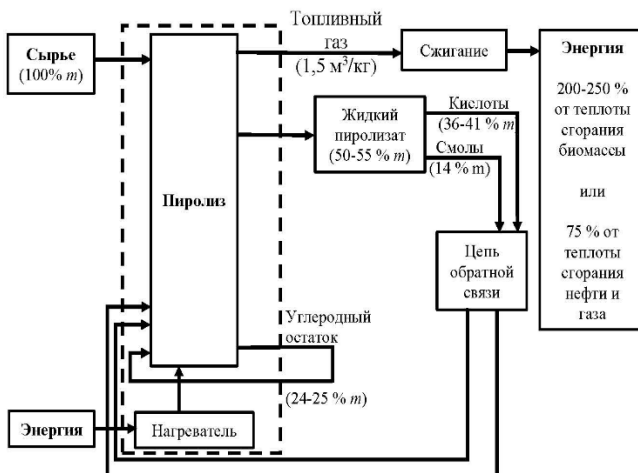 Топливный
газ
(1,5 м³/кг)
Сырье
(100% m)
Сжигание
Энергия
200-250 %
от теплоты
сгорания
биомассы
или
75 % от
теплоты
сгорания
нефти и
газа
Жидкий
пиролизат
(50-55 % m)
Кислоты
(36-41 % m
Смолы
(14 % m)
Пиролиз
Цепь
обратной
связи
Углеродный
остаток
(24-25 % m)
Энергия
Нагреватель